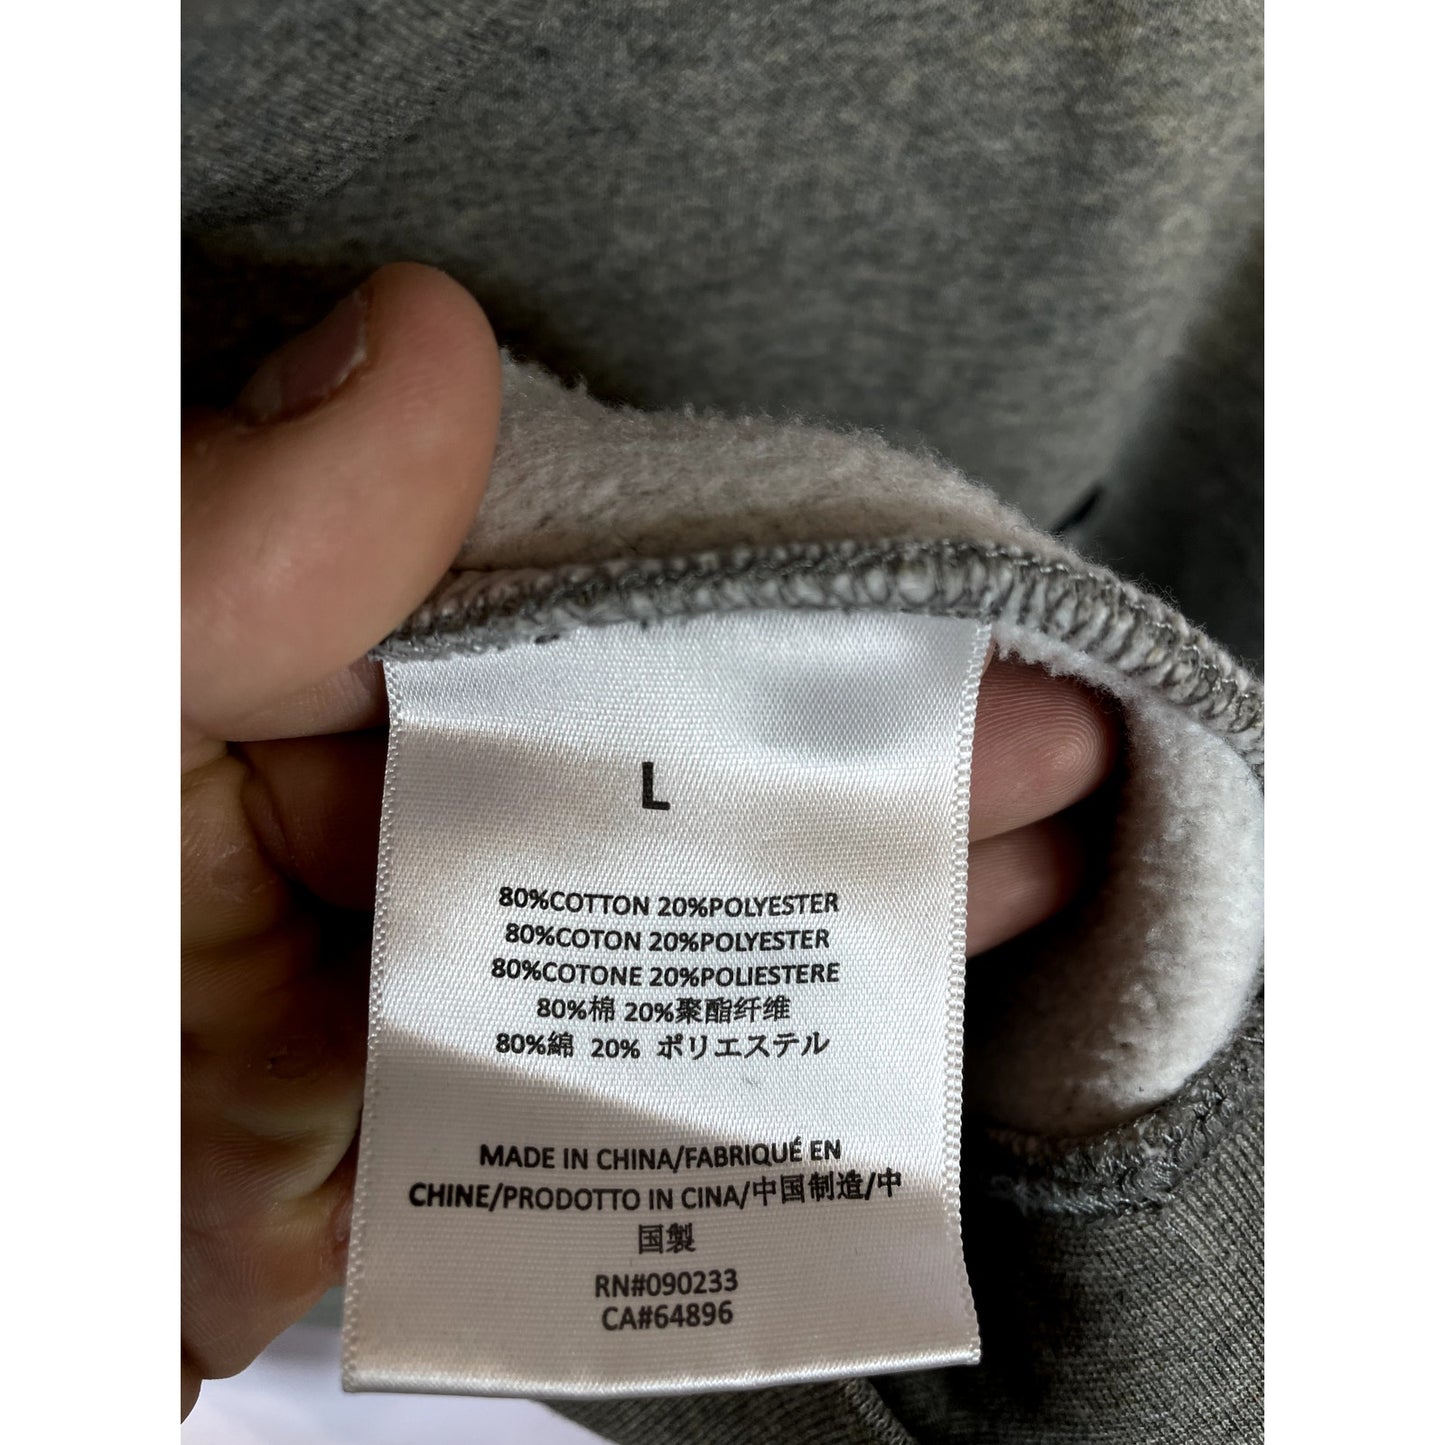 L
80%COTTON 20%POLYESTER
80%COTON 20%POLYESTER
80%COTONE 20%POLIESTERE
80%棉 20%聚酯纤维
80%綿 20% ポリエステル
MADE IN CHINA/FABRIQUÉ EN
CHINE/PRODOTTO IN CINA/中国制造/中
国製
RN#090233
CA#64896